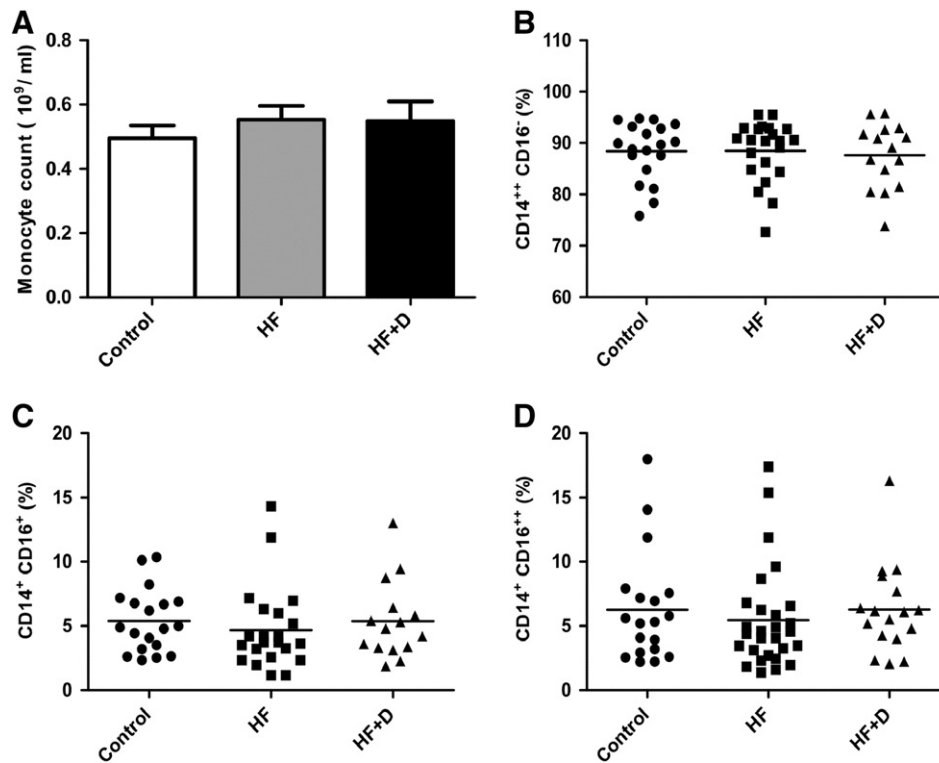 A
Monocyte count ( 10⁹/ ml)
0.8
0.6
0.4
0.2
0.0
Control
HF
HF+D
B
CD14⁺⁺ CD16⁻ (%)
100
90
80
70
60
Control
HF
HF+D
C
CD14⁺ CD16⁺ (%)
20
15
10
5
0
Control
HF
HF+D
D
CD14⁺ CD16⁺⁺ (%)
20
15
10
5
0
Control
HF
HF+D